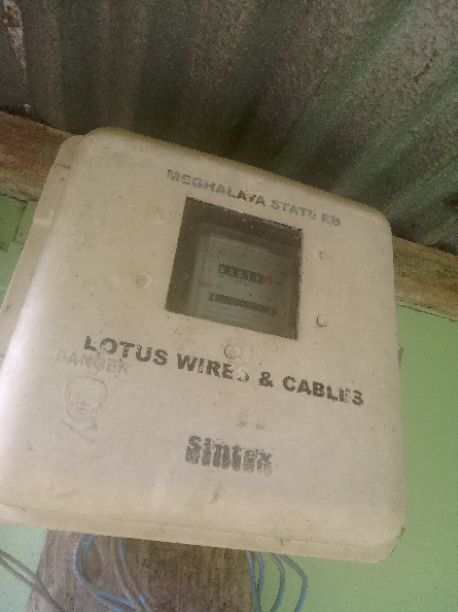 MEGHALAYA STATE EB
LOTUS WIRES & CABLES
DANGER
sintex